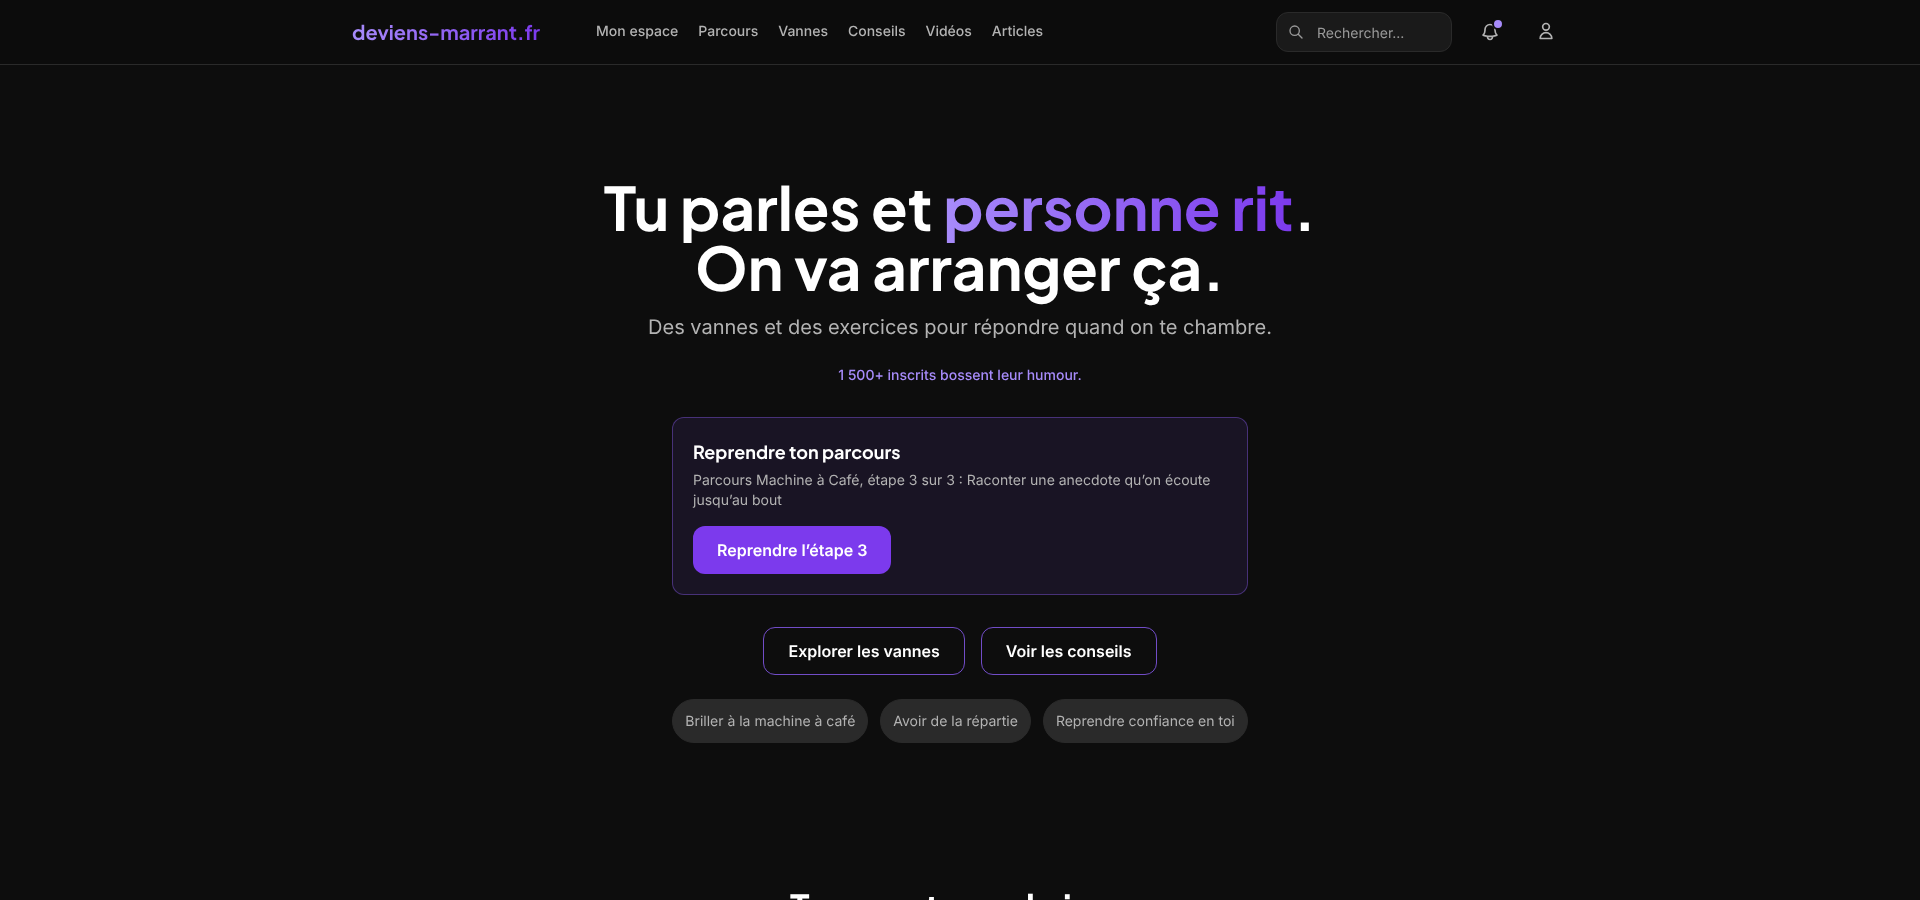 deviens-marrant.fr
Mon espace Parcours Vannes Conseils Vidéos Articles
Rechercher...
Tu parles et personne rit.
On va arranger ça.
Des vannes et des exercices pour répondre quand on te chambre.
1 500+ inscrits bossent leur humour.
Reprendre ton parcours
Parcours Machine à Café, étape 3 sur 3 : Raconter une anecdote qu’on écoute
jusqu’au bout
Reprendre l’étape 3
Explorer les vannes Voir les conseils
Briller à la machine à café Avoir de la répartie Reprendre confiance en toi